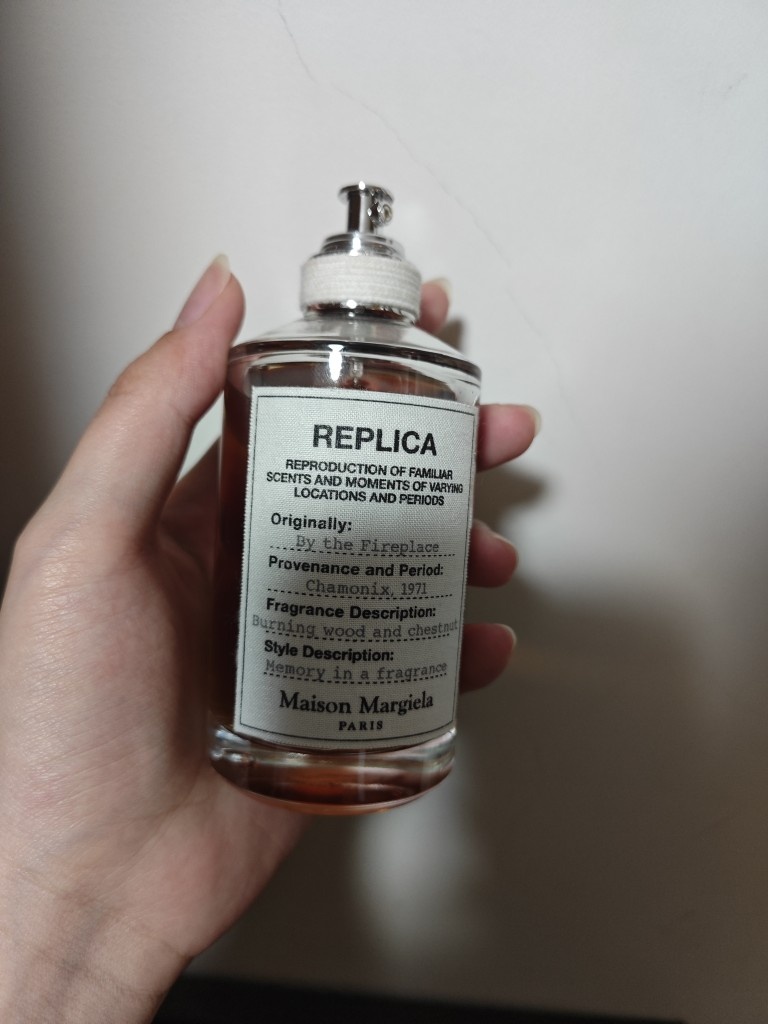 REPLICA
REPRODUCTION OF FAMILIAR
SCENTS AND MOMENTS OF VARYING
LOCATIONS AND PERIODS
Originally:
By the Fireplace
Provenance and Period:
Chamonix, 1971
Fragrance Description:
Burning wood and chestnut
Style Description:
Memory in a fragrance
Maison Margiela
PARIS